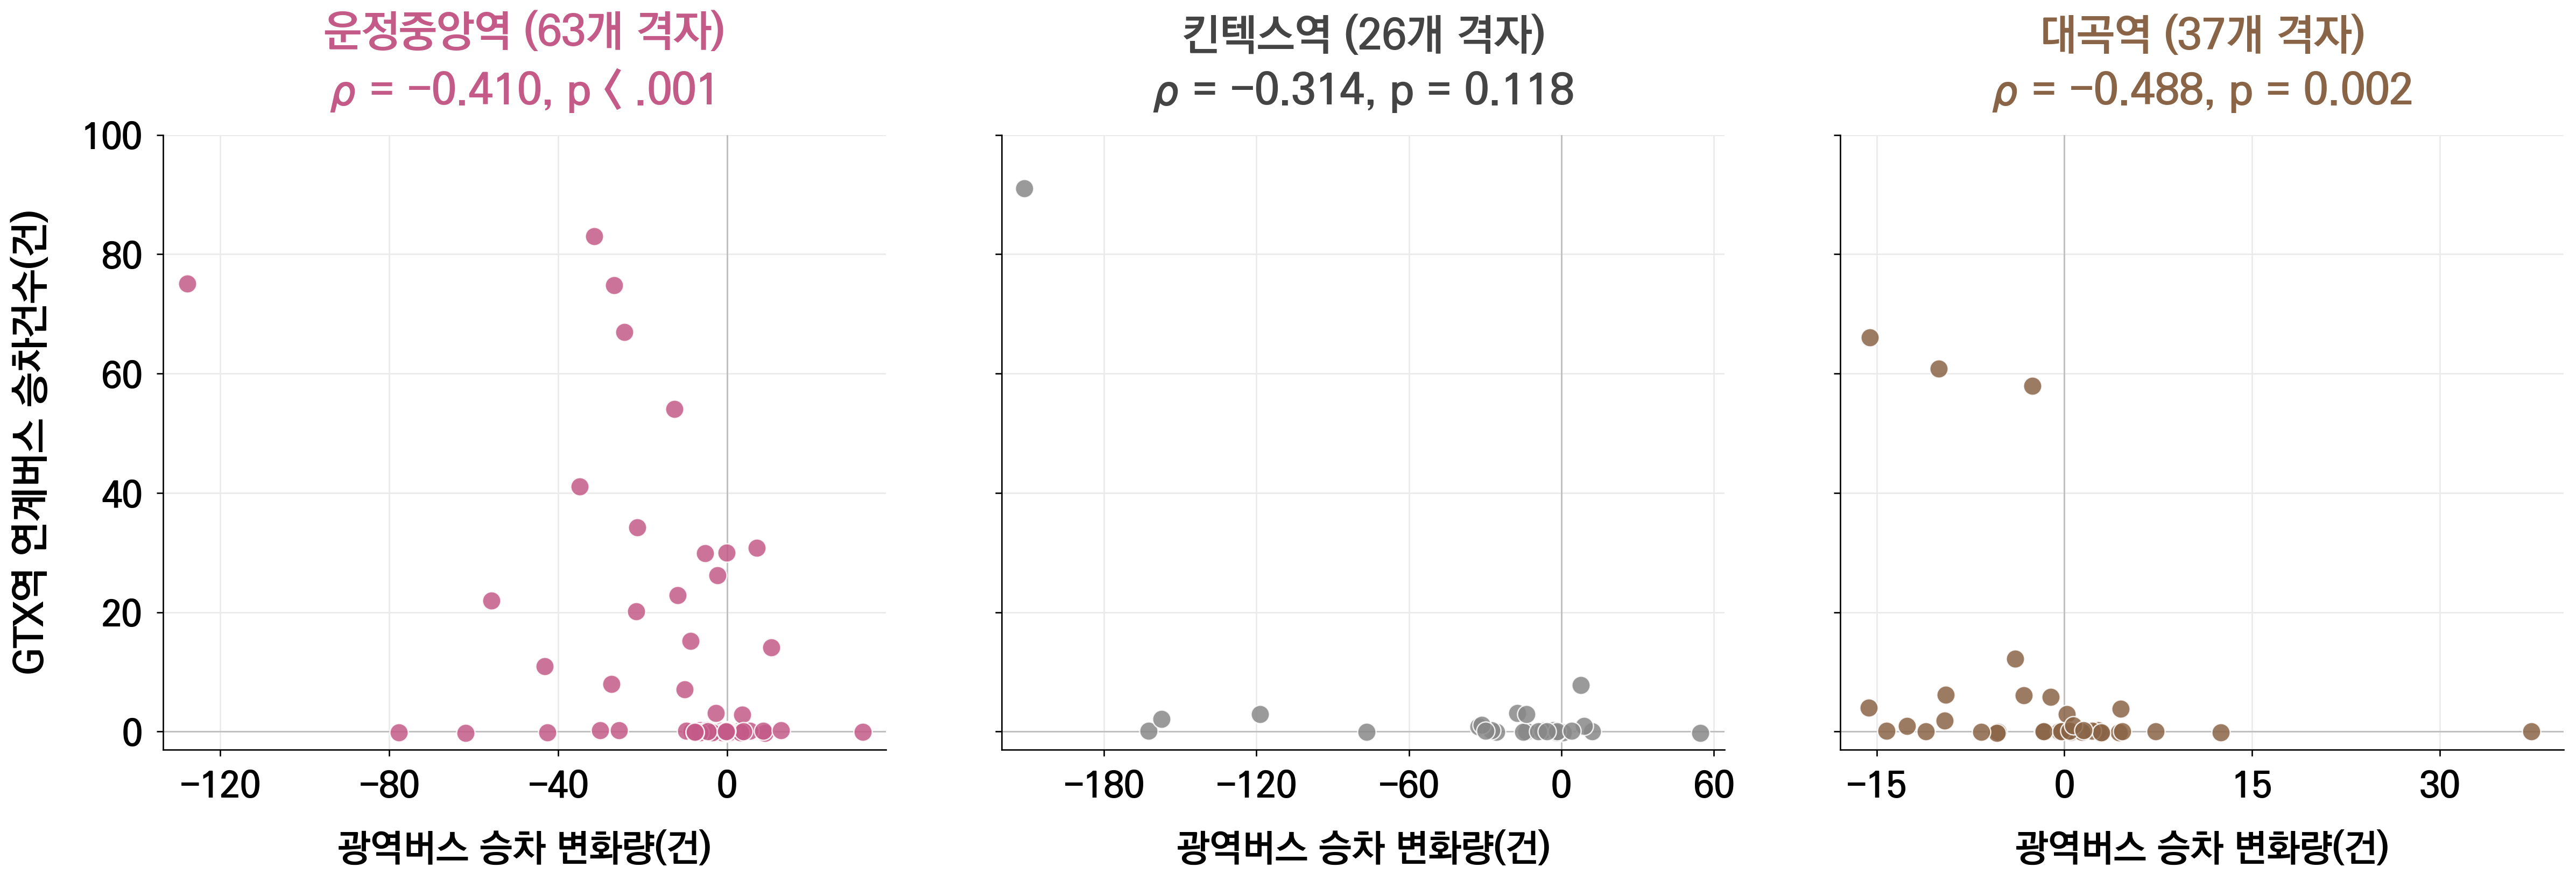 운정중앙역 (63개 격자)
ρ = −0.410, p < .001
킨텍스역 (26개 격자)
ρ = −0.314, p = 0.118
대곡역 (37개 격자)
ρ = −0.488, p = 0.002
GTX역 연계버스 승차건수(건)
100
80
60
40
20
0
−120 −80 −40 0
−180 −120 −60 0 60
−15 0 15 30
광역버스 승차 변화량(건)
광역버스 승차 변화량(건)
광역버스 승차 변화량(건)